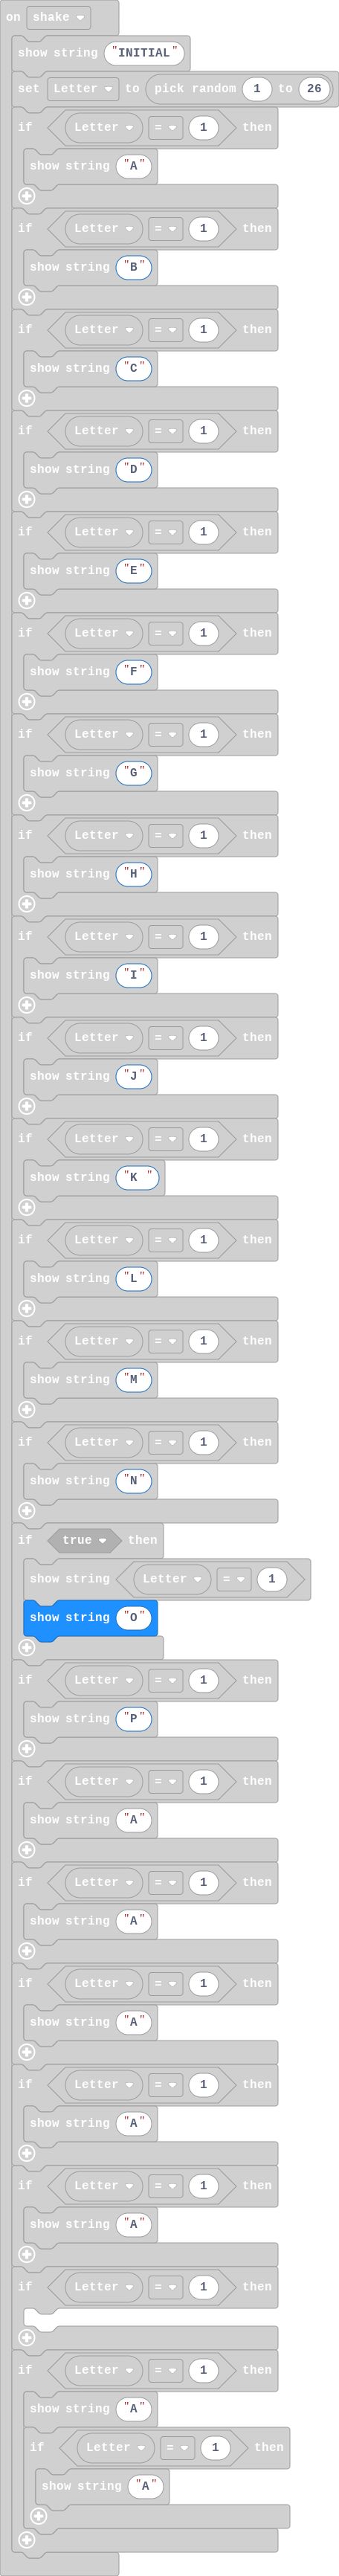 on shake
show string "INITIAL"
set Letter to pick random 1 to 26
if Letter = 1 then
show string "A"
if Letter = 1 then
show string "B"
if Letter = 1 then
show string "C"
if Letter = 1 then
show string "D"
if Letter = 1 then
show string "E"
if Letter = 1 then
show string "F"
if Letter = 1 then
show string "G"
if Letter = 1 then
show string "H"
if Letter = 1 then
show string "I"
if Letter = 1 then
show string "J"
if Letter = 1 then
show string "K "
if Letter = 1 then
show string "L"
if Letter = 1 then
show string "M"
if Letter = 1 then
show string "N"
if true then
show string Letter = 1
show string "O"
if Letter = 1 then
show string "P"
if Letter = 1 then
show string "A"
if Letter = 1 then
show string "A"
if Letter = 1 then
show string "A"
if Letter = 1 then
show string "A"
if Letter = 1 then
show string "A"
if Letter = 1 then
if Letter = 1 then
show string "A"
if Letter = 1 then
show string "A"